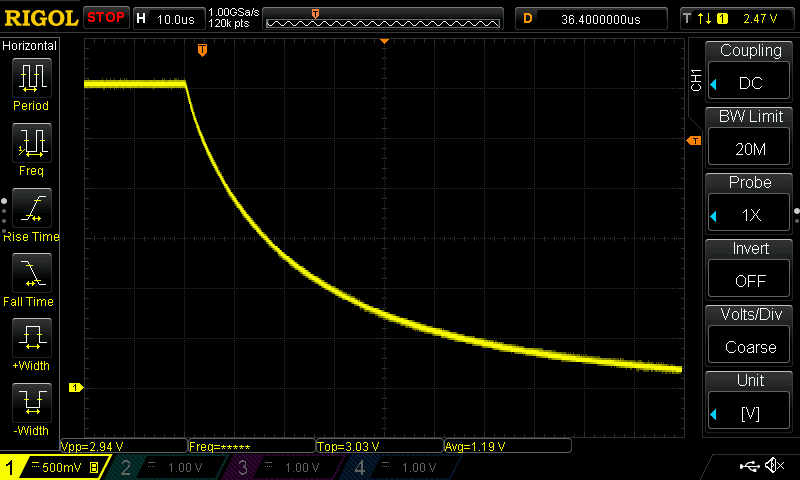 RIGOL STOP H 10.0us 1.00GSa/s D 36.4000000us T 1 2.47 V
120k pts
T
Horizontal
Period
Freq
Rise Time
Fall Time
+Width
-Width
T
1
CH1
Coupling
DC
BW Limit
20M
Probe
1X
Invert
OFF
Volts/Div
Coarse
Unit
[V]
Vpp=2.94 V Freq=***** Top=3.03 V Avg=1.19 V
1 500mV B 2 1.00 V 3 1.00 V 4 1.00 V